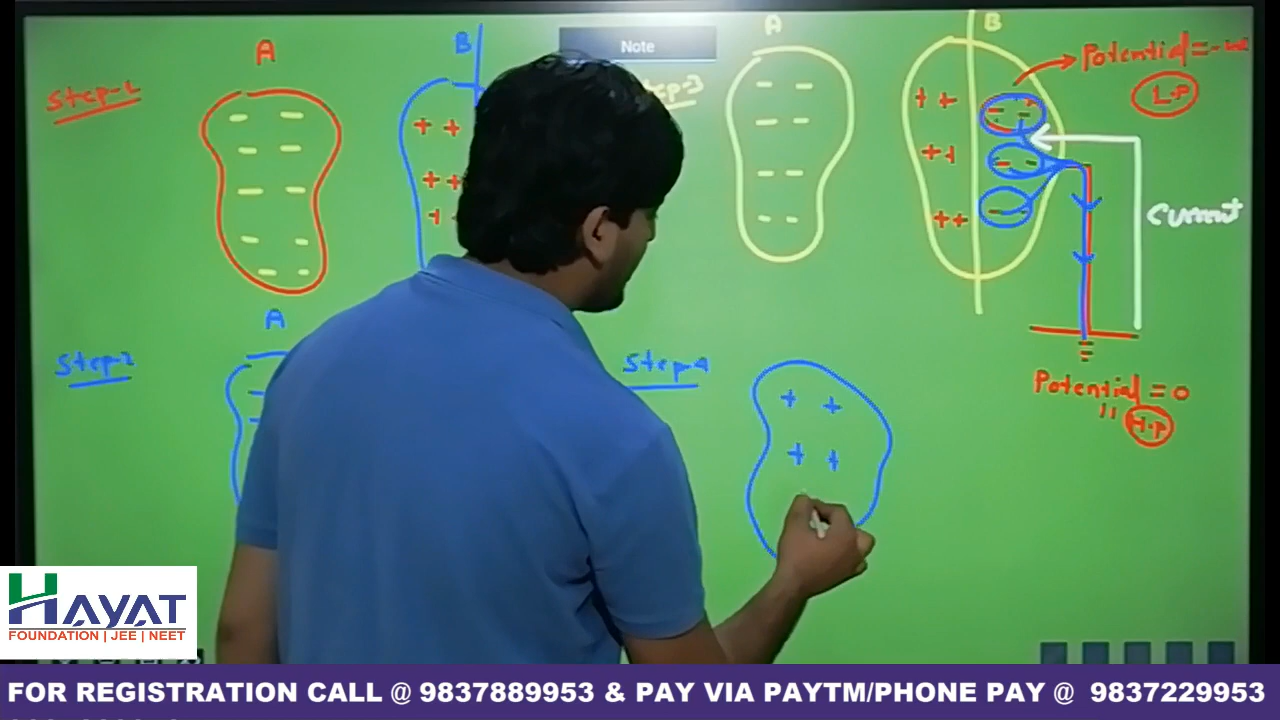 Note
A
B
Step-1
+ +
+ +
+
A
Step-2
A
B
-3
+ +
+ +
+ +
Potential = -
L.P
Current
Potential = 0
" H.P
Step 4
+ +
+ +
HAYAT
FOUNDATION | JEE | NEET
FOR REGISTRATION CALL @ 9837889953 & PAY VIA PAYTM/PHONE PAY @ 9837229953